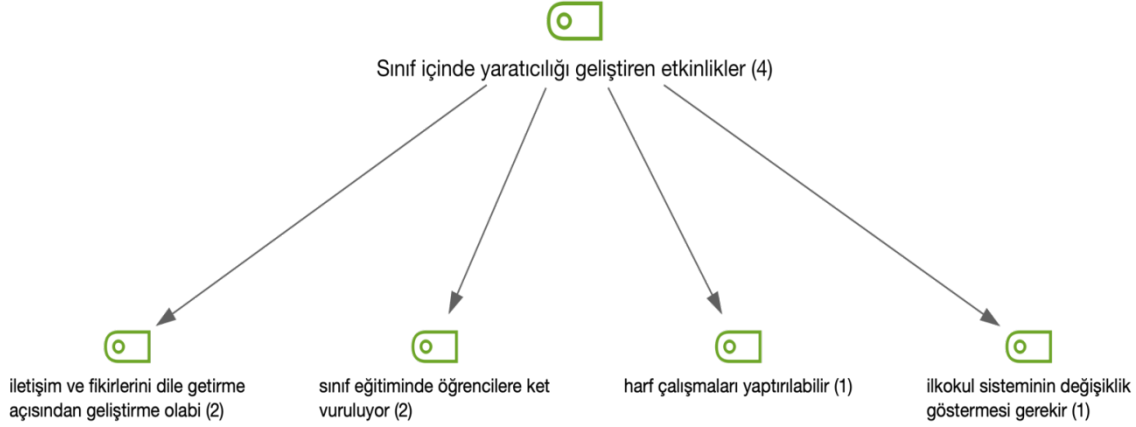 Sınıf içinde yaratıcılığı geliştiren etkinlikler (4)
iletişim ve fikirlerini dile getirme
açısından geliştirme olabi (2)
sınıf eğitiminde öğrencilere ket
vuruluyor (2)
harf çalışmaları yaptırılabilir (1)
ilkokul sisteminin değişiklik
göstermesi gerekir (1)